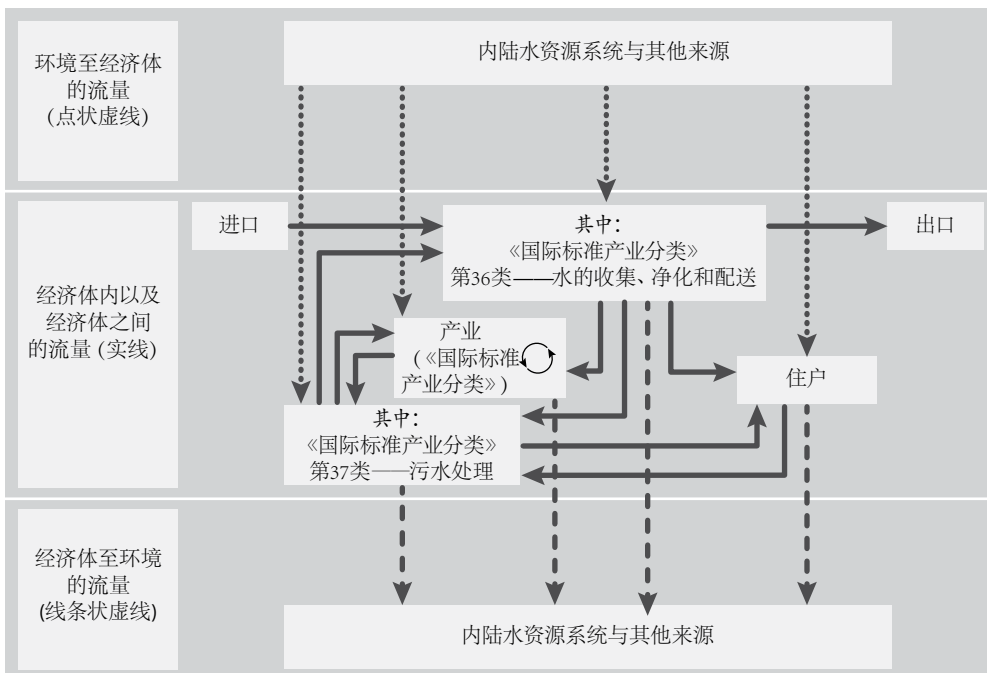 环境至经济体
的流量
(点状虚线)
内陆水资源系统与其他来源
经济体内以及
经济体之间
的流量(实线)
进口
其中：
《国际标准产业分类》
第36类——水的收集、净化和配送
出口
产业
(《国际标准
产业分类》)
住户
其中：
《国际标准产业分类》
第37类——污水处理
经济体至环境
的流量
(线条状虚线)
内陆水资源系统与其他来源